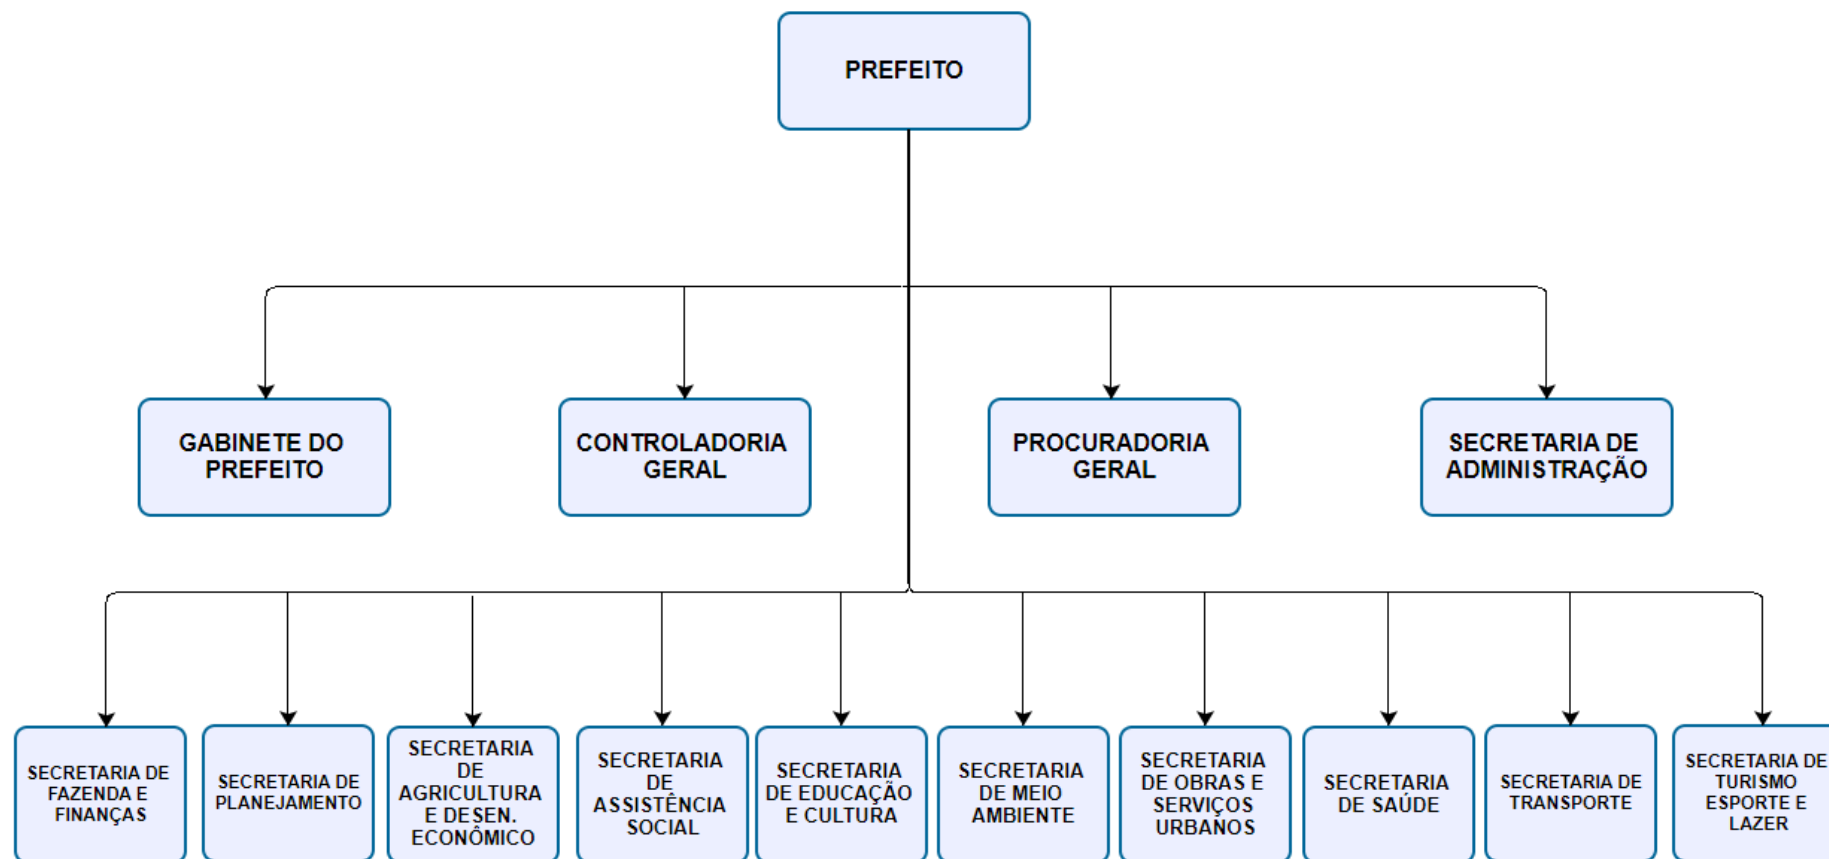 PREFEITO
GABINETE DO
PREFEITO
CONTROLADORIA
GERAL
PROCURADORIA
GERAL
SECRETARIA DE
ADMINISTRAÇÃO
SECRETARIA DE
FAZENDA E
FINANÇAS
SECRETARIA DE
PLANEJAMENTO
SECRETARIA
DE
AGRICULTURA
E DESEN.
ECONÔMICO
SECRETARIA
DE
ASSISTÊNCIA
SOCIAL
SECRETARIA
DE EDUCAÇÃO
E CULTURA
SECRETARIA
DE MEIO
AMBIENTE
SECRETARIA
DE OBRAS E
SERVIÇOS
URBANOS
SECRETARIA
DE SAÚDE
SECRETARIA DE
TRANSPORTE
SECRETARIA DE
TURISMO
ESPORTE E
LAZER